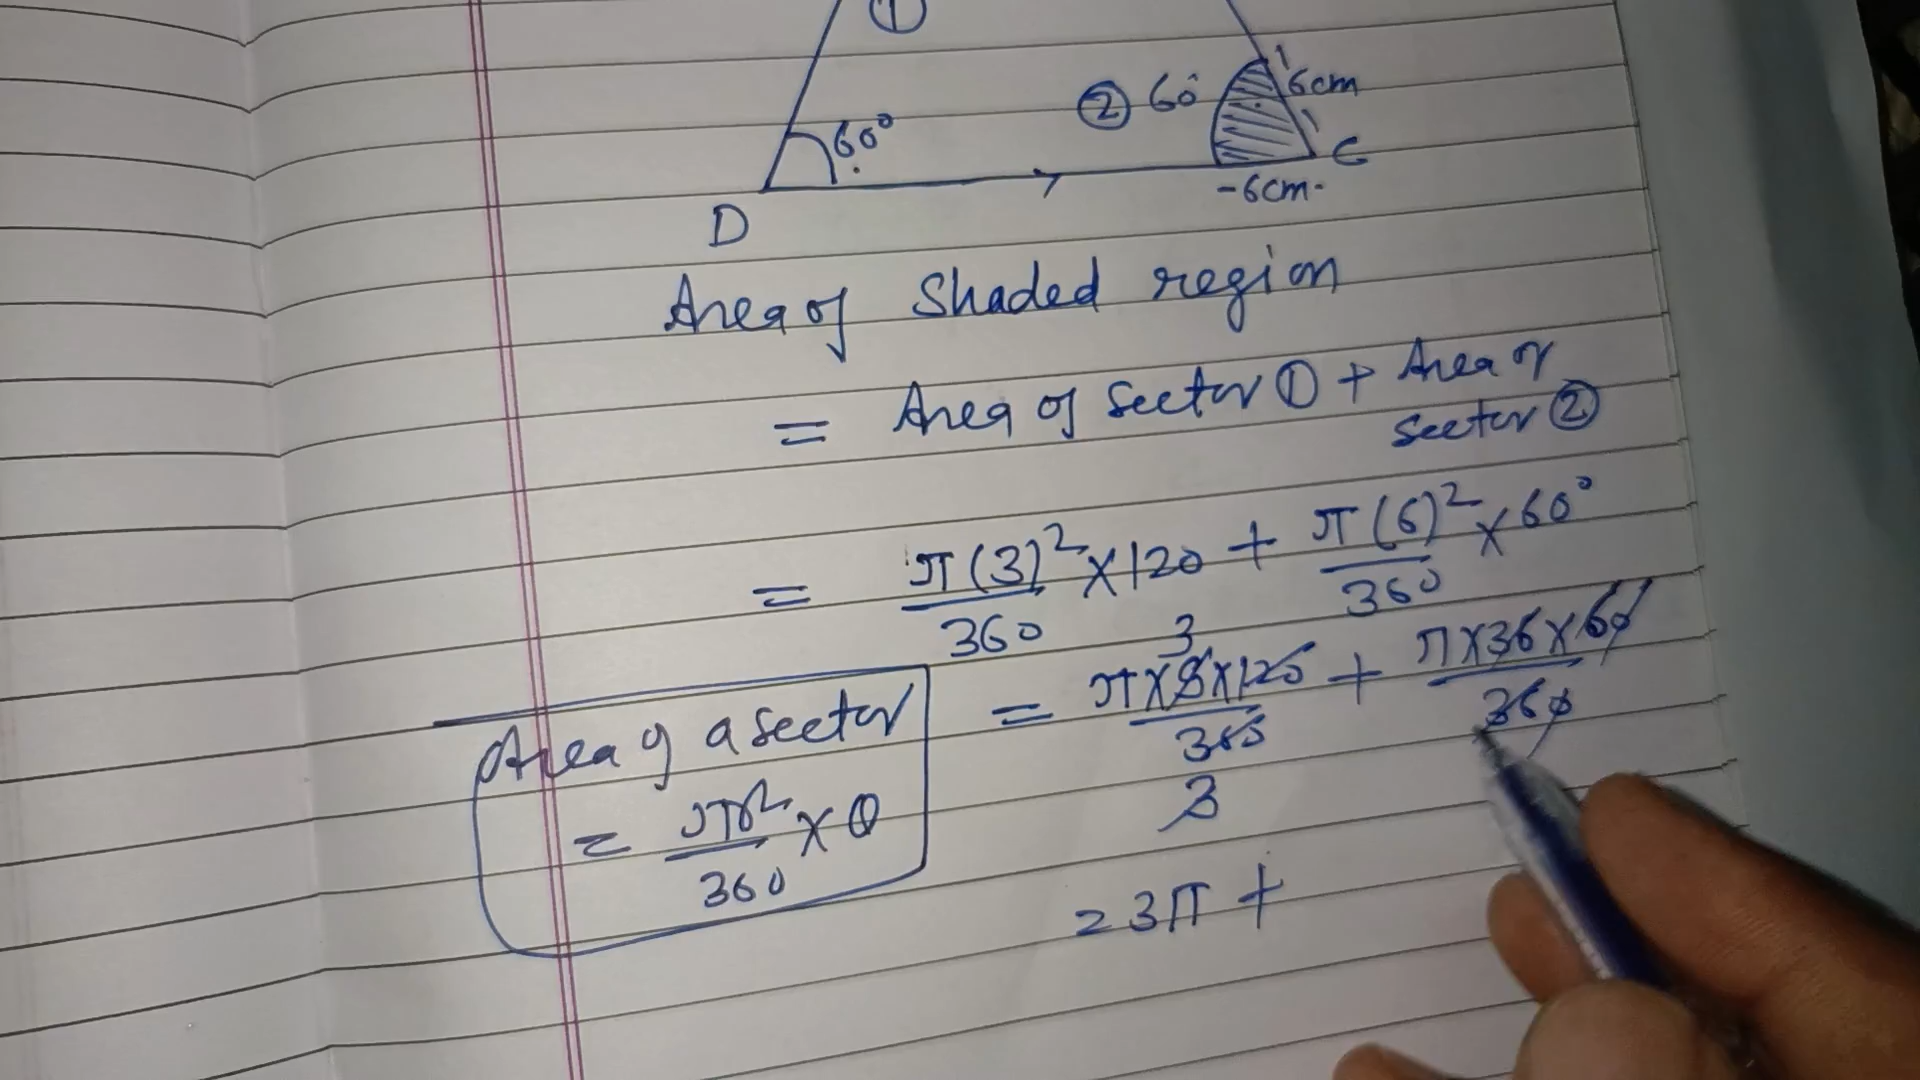 ①
② 60° 6cm
60°
C
-6cm-
D
Area of Shaded region
= Area of Sector ① + Area of
Sector ②
= π(3)²/360 × 120 + π(6)²/360 × 60°
3
= π×9×120/360 + π×36×60/360
3
= 3π +
Area of a Sector
= πr²/360 × θ